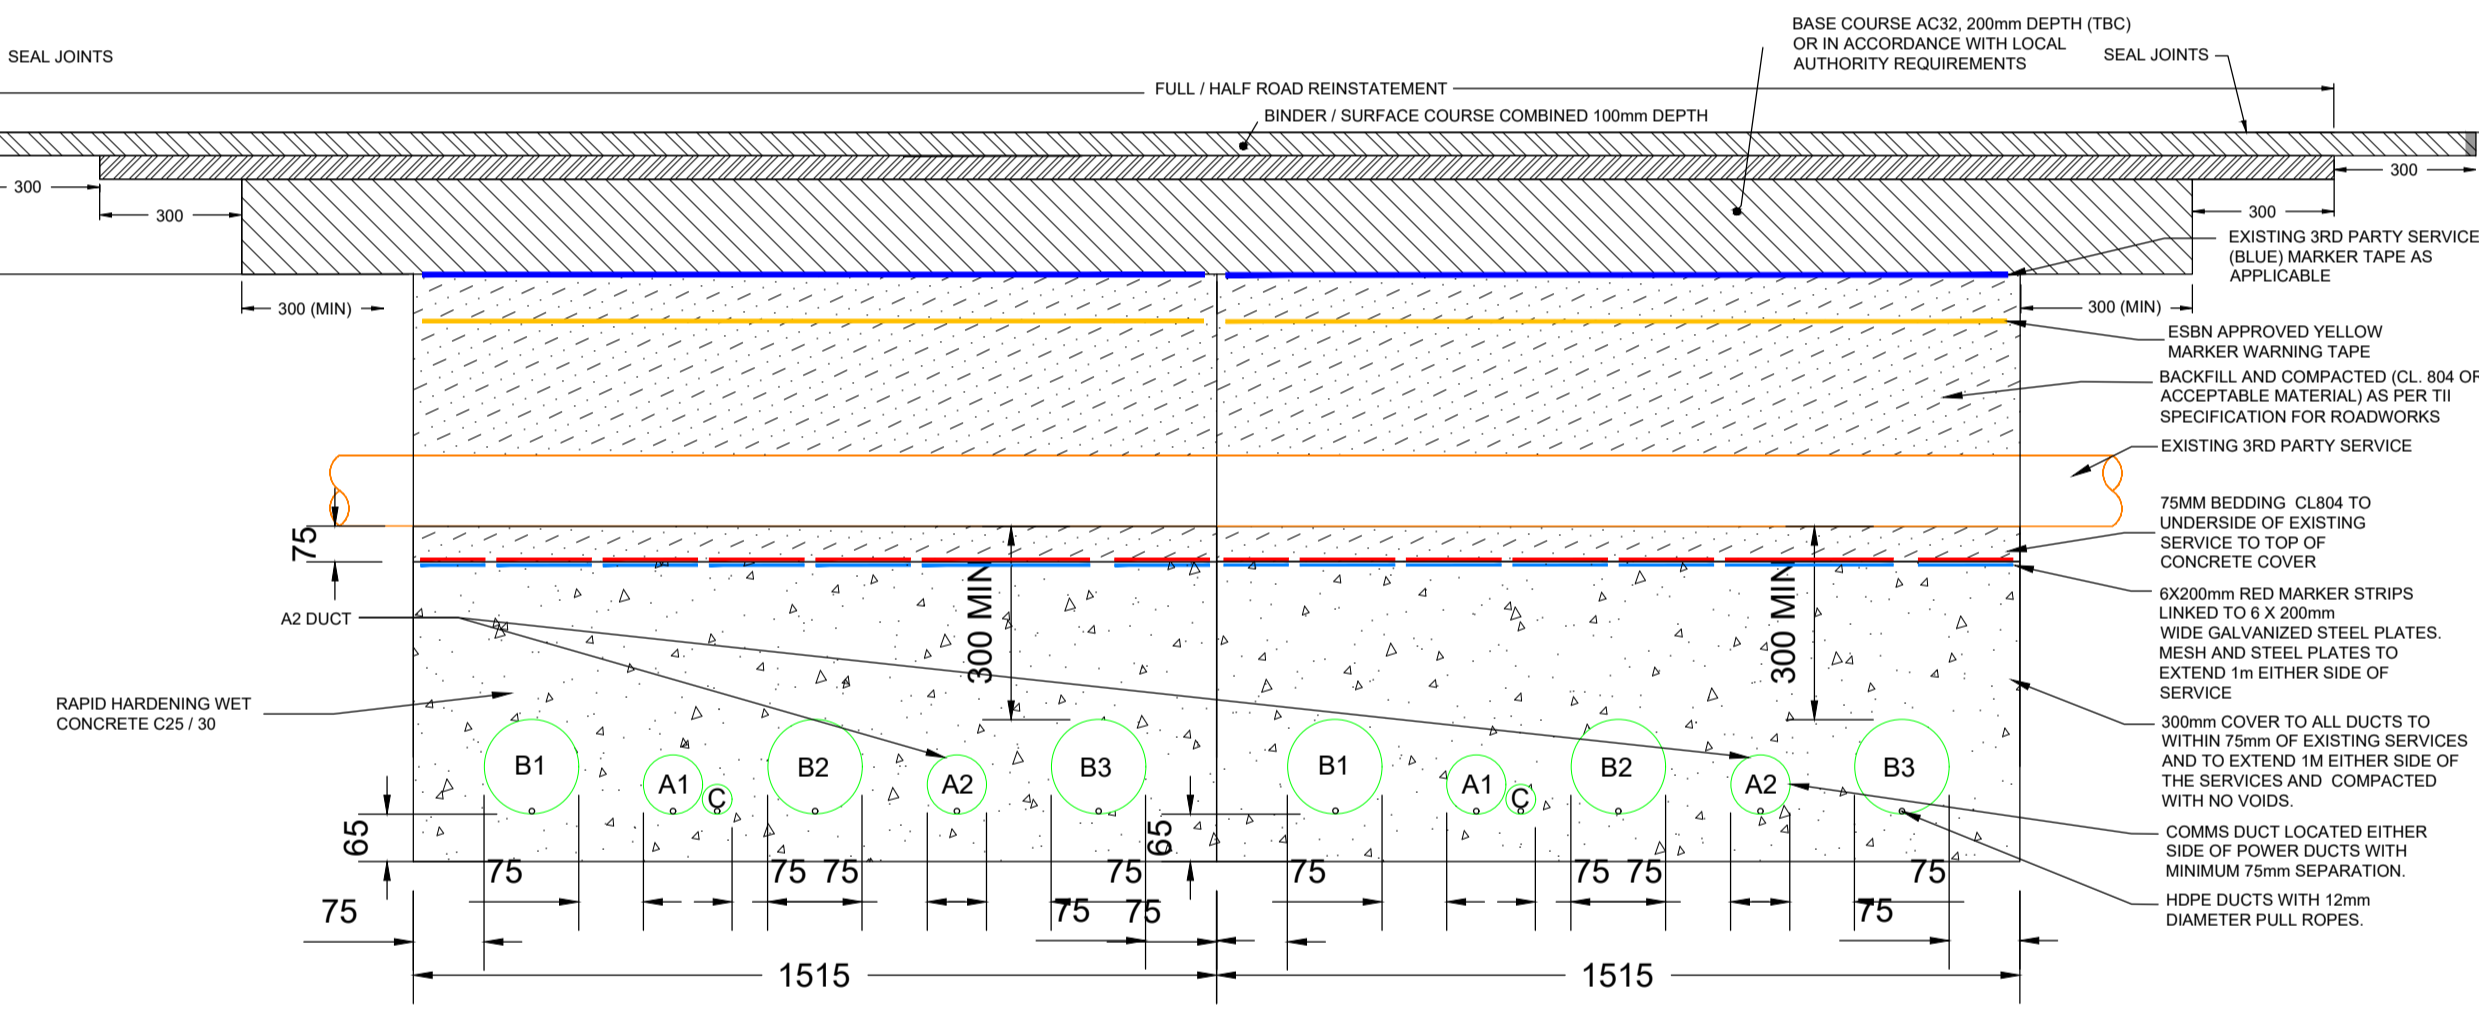 SEAL JOINTS
BASE COURSE AC32, 200mm DEPTH (TBC)
OR IN ACCORDANCE WITH LOCAL
AUTHORITY REQUIREMENTS
SEAL JOINTS
FULL / HALF ROAD REINSTATEMENT
BINDER / SURFACE COURSE COMBINED 100mm DEPTH
300
300
300
300
300 (MIN)
300 (MIN)
EXISTING 3RD PARTY SERVICE
(BLUE) MARKER TAPE AS
APPLICABLE
ESBN APPROVED YELLOW
MARKER WARNING TAPE
BACKFILL AND COMPACTED (CL. 804 OR
ACCEPTABLE MATERIAL) AS PER TII
SPECIFICATION FOR ROADWORKS
EXISTING 3RD PARTY SERVICE
75MM BEDDING CL804 TO
UNDERSIDE OF EXISTING
SERVICE TO TOP OF
CONCRETE COVER
6X200mm RED MARKER STRIPS
LINKED TO 6 X 200mm
WIDE GALVANIZED STEEL PLATES.
MESH AND STEEL PLATES TO
EXTEND 1m EITHER SIDE OF
SERVICE
300mm COVER TO ALL DUCTS TO
WITHIN 75mm OF EXISTING SERVICES
AND TO EXTEND 1M EITHER SIDE OF
THE SERVICES AND COMPACTED
WITH NO VOIDS.
COMMS DUCT LOCATED EITHER
SIDE OF POWER DUCTS WITH
MINIMUM 75mm SEPARATION.
HDPE DUCTS WITH 12mm
DIAMETER PULL ROPES.
75
A2 DUCT
RAPID HARDENING WET
CONCRETE C25 / 30
300 MIN
300 MIN
B1
A1
C
B2
A2
B3
B1
A1
C
B2
A2
B3
65
65
75
75 75
75
75
75 75
75
75
75
75
75
1515
1515